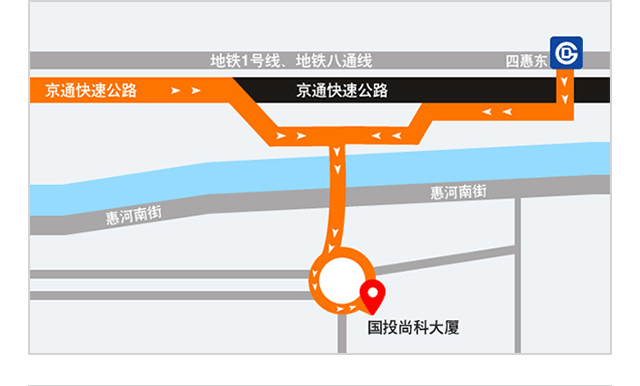 地铁1号线、地铁八通线
四惠东
京通快速公路
京通快速公路
惠河南街
惠河南街
国投尚科大厦